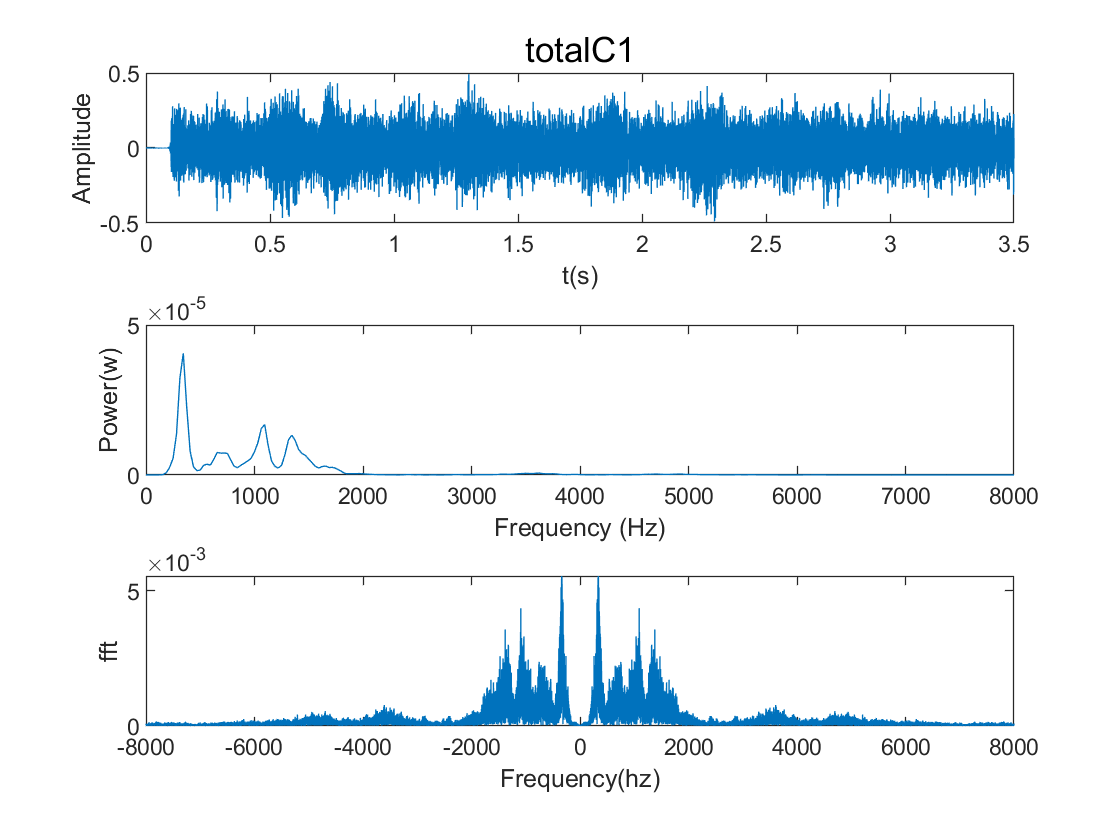 totalC1
0.5
0
-0.5
Amplitude
0 0.5 1 1.5 2 2.5 3 3.5
t(s)
×10-5
5
0
Power(w)
0 1000 2000 3000 4000 5000 6000 7000 8000
Frequency (Hz)
×10-3
5
0
fft
-8000 -6000 -4000 -2000 0 2000 4000 6000 8000
Frequency(hz)